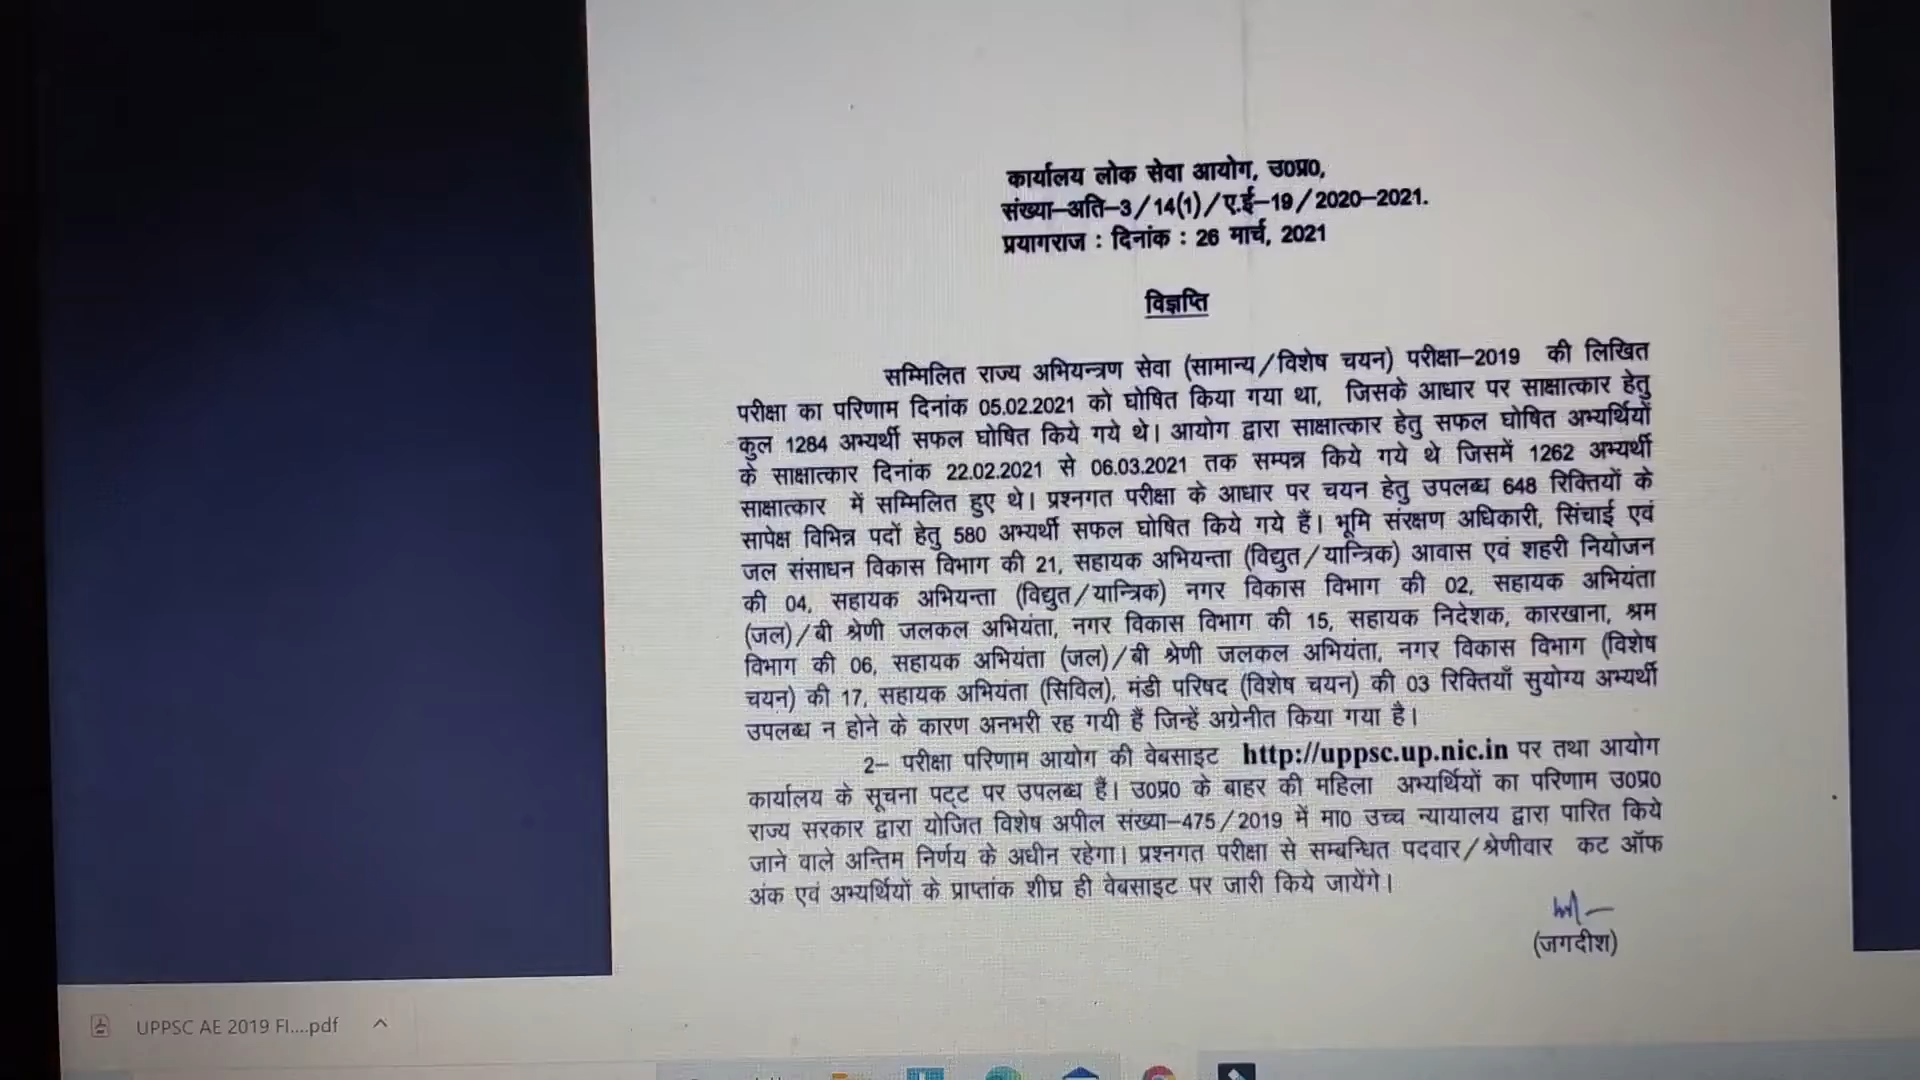 कार्यालय लोक सेवा आयोग, उ0प्र0,
संख्या–अति–3/14(1)/ए.ई–19/2020–2021.
प्रयागराज : दिनांक : 26 मार्च, 2021
विज्ञप्ति
सम्मिलित राज्य अभियन्त्रण सेवा (सामान्य/विशेष चयन) परीक्षा–2019 की लिखित
परीक्षा का परिणाम दिनांक 05.02.2021 को घोषित किया गया था, जिसके आधार पर साक्षात्कार हेतु
कुल 1284 अभ्यर्थी सफल घोषित किये गये थे। आयोग द्वारा साक्षात्कार हेतु सफल घोषित अभ्यर्थियों
के साक्षात्कार दिनांक 22.02.2021 से 06.03.2021 तक सम्पन्न किये गये थे जिसमें 1262 अभ्यर्थी
साक्षात्कार में सम्मिलित हुए थे। प्रश्नगत परीक्षा के आधार पर चयन हेतु उपलब्ध 648 रिक्तियों के
सापेक्ष विभिन्न पदों हेतु 580 अभ्यर्थी सफल घोषित किये गये हैं। भूमि संरक्षण अधिकारी, सिंचाई एवं
जल संसाधन विकास विभाग की 21, सहायक अभियन्ता (विद्युत/यान्त्रिक) आवास एवं शहरी नियोजन
की 04, सहायक अभियन्ता (विद्युत/यान्त्रिक) नगर विकास विभाग की 02, सहायक अभियंता
(जल)/बी श्रेणी जलकल अभियंता, नगर विकास विभाग की 15, सहायक निदेशक, कारखाना, श्रम
विभाग की 06, सहायक अभियंता (जल)/बी श्रेणी जलकल अभियंता, नगर विकास विभाग (विशेष
चयन) की 17, सहायक अभियंता (सिविल), मंडी परिषद (विशेष चयन) की 03 रिक्तियाँ सुयोग्य अभ्यर्थी
उपलब्ध न होने के कारण अनभरी रह गयी हैं जिन्हें अग्रेनीत किया गया है।
2– परीक्षा परिणाम आयोग की वेबसाइट http://uppsc.up.nic.in पर तथा आयोग
कार्यालय के सूचना पट्ट पर उपलब्ध हैं। उ0प्र0 के बाहर की महिला अभ्यर्थियों का परिणाम उ0प्र0
राज्य सरकार द्वारा योजित विशेष अपील संख्या–475/2019 में मा0 उच्च न्यायालय द्वारा पारित किये
जाने वाले अन्तिम निर्णय के अधीन रहेगा। प्रश्नगत परीक्षा से सम्बन्धित पदवार/श्रेणीवार कट ऑफ
अंक एवं अभ्यर्थियों के प्राप्तांक शीघ्र ही वेबसाइट पर जारी किये जायेंगे।
(जगदीश)
UPPSC AE 2019 FI....pdf